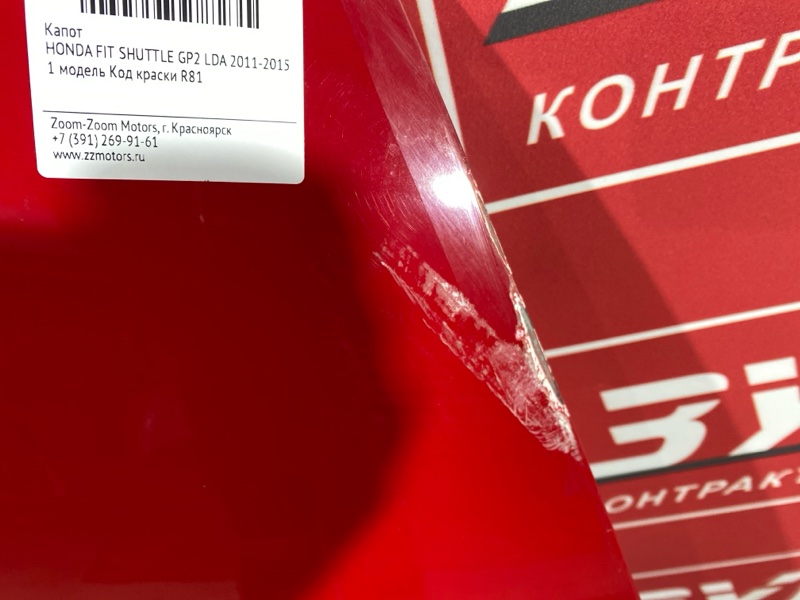 Капот
HONDA FIT SHUTTLE GP2 LDA 2011-2015
1 модель Код краски R81
Zoom-Zoom Motors, г. Красноярск
+7 (391) 269-91-61
www.zzmotors.ru
КОНТР
ОНТРАК